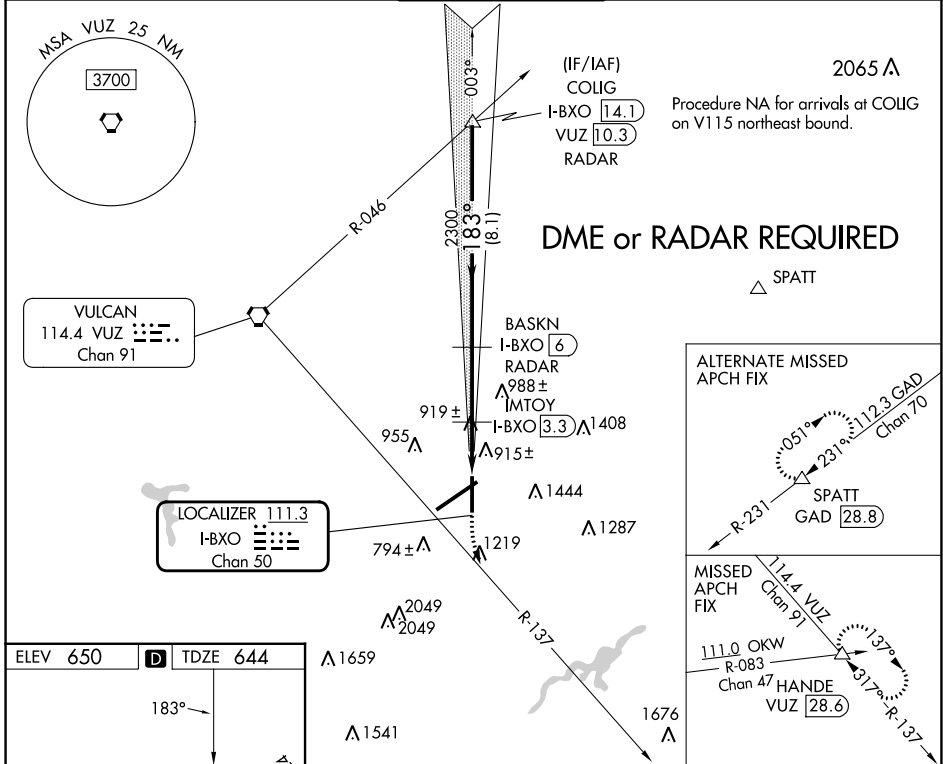 MSA VUZ 25 NM
3700
003°
(IF/IAF)
COLIG
I-BXO 14.1
VUZ 10.3
RADAR
2065
Procedure NA for arrivals at COLIG
on V115 northeast bound.
R-046
2300
183°
(8.1)
DME or RADAR REQUIRED
SPATT
VULCAN
114.4 VUZ
Chan 91
BASKN
I-BXO 6
RADAR
988±
IMTOY
I-BXO 3.3
1408
919±
955
915±
1444
1287
LOCALIZER 111.3
I-BXO
Chan 50
794±
1219
2049
2049
R-137
1659
1541
1676
ALTERNATE MISSED
APCH FIX
112.3 GAD
Chan 70
051°
231°
SPATT
GAD 28.8
R-231
MISSED
APCH
FIX
114.4 VUZ
Chan 91
111.0 OKW
R-083
Chan 47
137°
HANDE
VUZ 28.6
317°
R-137
ELEV 650
D
TDZE 644
183°